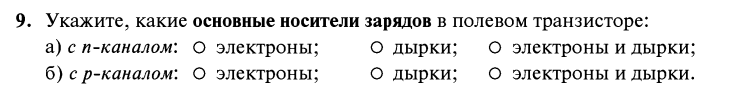 9. Укажите, какие основные носители зарядов в полевом транзисторе:
а) с n-каналом: ○ электроны; ○ дырки; ○ электроны и дырки;
б) с p-каналом: ○ электроны; ○ дырки; ○ электроны и дырки.